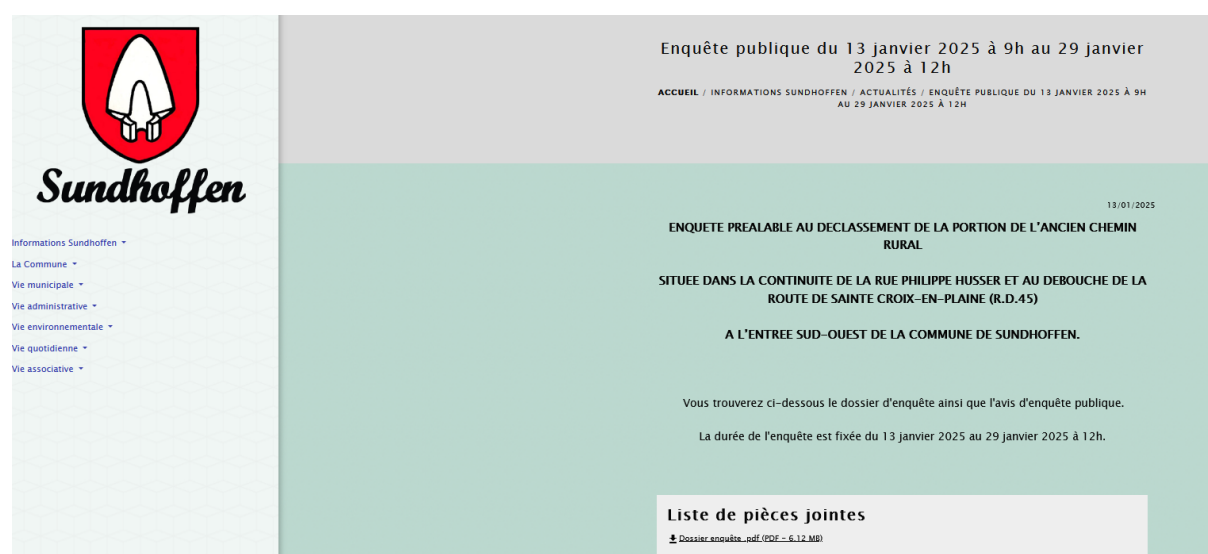 Sundhoffen
Informations Sundhoffen
La Commune
Vie municipale
Vie administrative
Vie environnementale
Vie quotidienne
Vie associative
Enquête publique du 13 janvier 2025 à 9h au 29 janvier
2025 à 12h
ACCUEIL / INFORMATIONS SUNDHOFFEN / ACTUALITÉS / ENQUÊTE PUBLIQUE DU 13 JANVIER 2025 À 9H
AU 29 JANVIER 2025 À 12H
13/01/2025
ENQUETE PREALABLE AU DECLASSEMENT DE LA PORTION DE L'ANCIEN CHEMIN
RURAL
SITUEE DANS LA CONTINUITE DE LA RUE PHILIPPE HUSSER ET AU DEBOUCHE DE LA
ROUTE DE SAINTE CROIX-EN-PLAINE (R.D.45)
A L'ENTREE SUD-OUEST DE LA COMMUNE DE SUNDHOFFEN.
Vous trouverez ci-dessous le dossier d'enquête ainsi que l'avis d'enquête publique.
La durée de l'enquête est fixée du 13 janvier 2025 au 29 janvier 2025 à 12h.
Liste de pièces jointes
Dossier enquête .pdf (PDF - 6.12 MB)